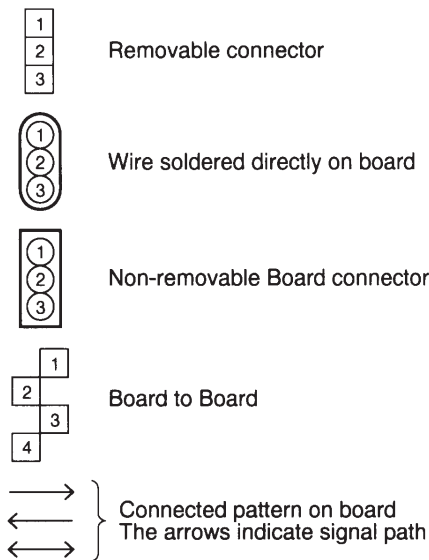 1
2
3
Removable connector
1
2
3
Wire soldered directly on board
1
2
3
Non-removable Board connector
1
2
3
4
Board to Board
Connected pattern on board
The arrows indicate signal path